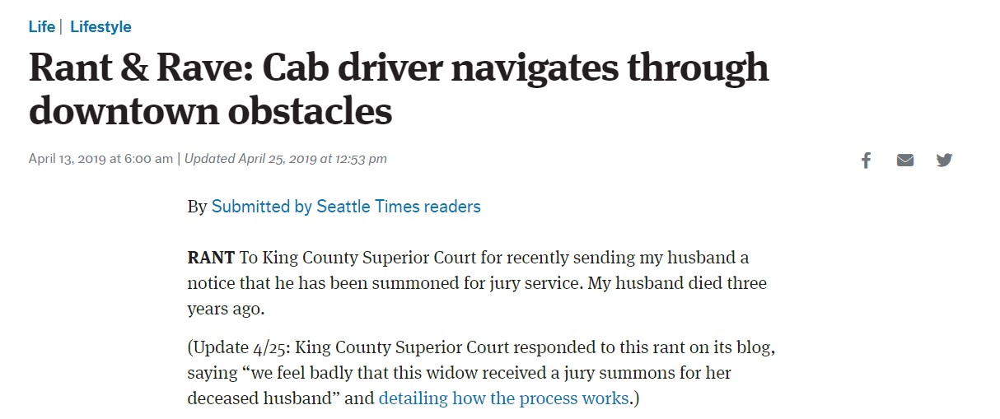 Life | Lifestyle
Rant & Rave: Cab driver navigates through
downtown obstacles
April 13, 2019 at 6:00 am | Updated April 25, 2019 at 12:53 pm
By Submitted by Seattle Times readers
RANT To King County Superior Court for recently sending my husband a
notice that he has been summoned for jury service. My husband died three
years ago.
(Update 4/25: King County Superior Court responded to this rant on its blog,
saying “we feel badly that this widow received a jury summons for her
deceased husband” and detailing how the process works.)